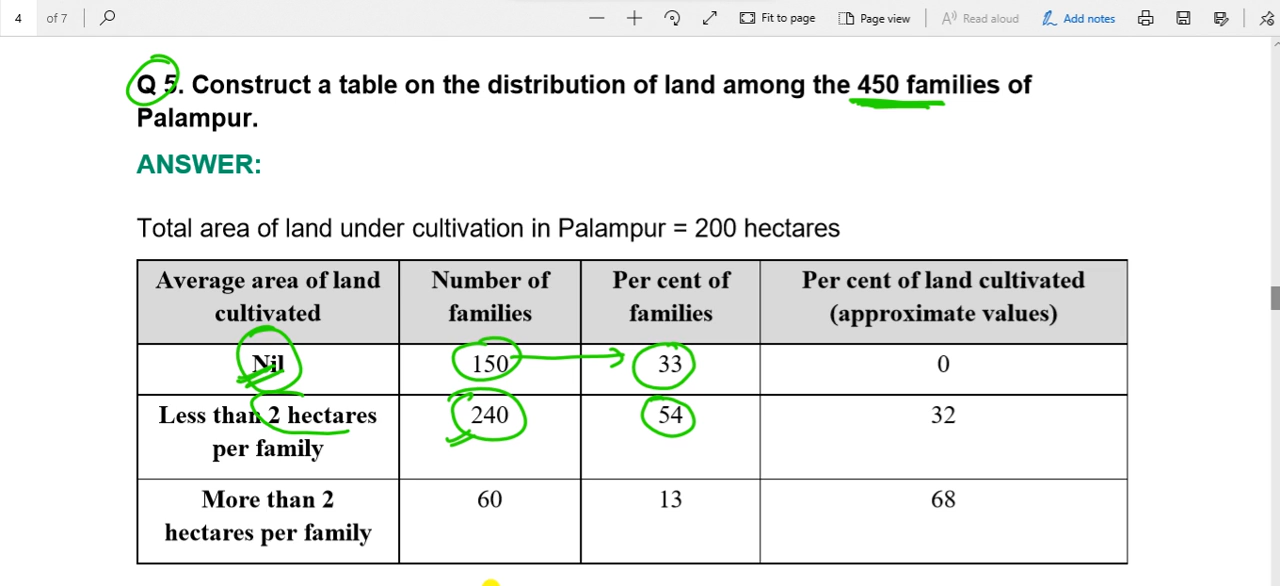 4 of 7 Fit to page Page view Read aloud Add notes
Q 5. Construct a table on the distribution of land among the 450 families of
Palampur.
ANSWER:
Total area of land under cultivation in Palampur = 200 hectares
Average area of land cultivated Number of families Per cent of families Per cent of land cultivated (approximate values)
Nil 150 33 0
Less than 2 hectares per family 240 54 32
More than 2 hectares per family 60 13 68